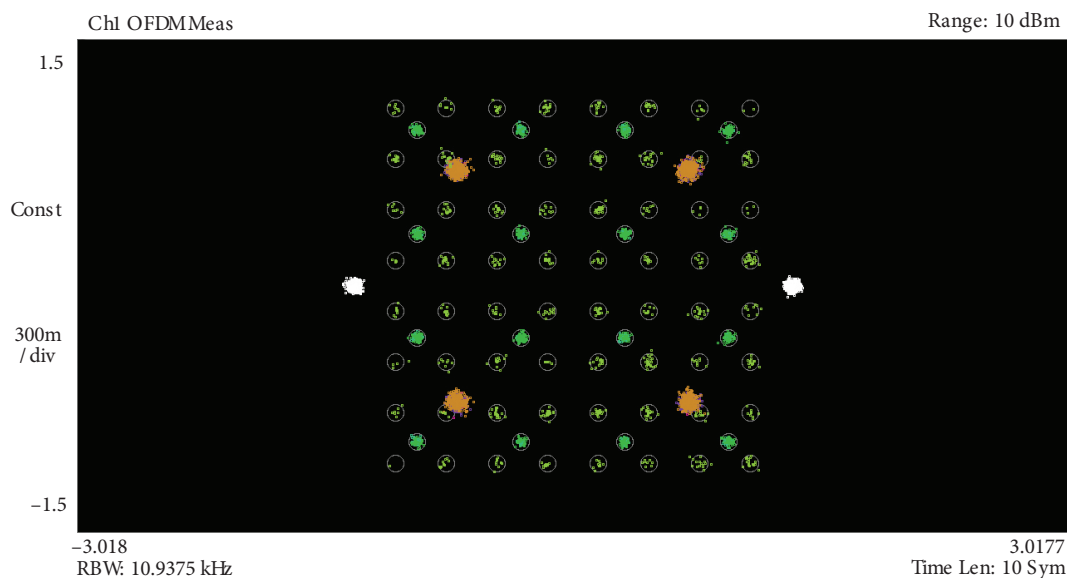 Ch1 OFDMMeas
Range: 10 dBm
1.5
Const
300m
/ div
–1.5
–3.018
3.0177
RBW: 10.9375 kHz
Time Len: 10 Sym